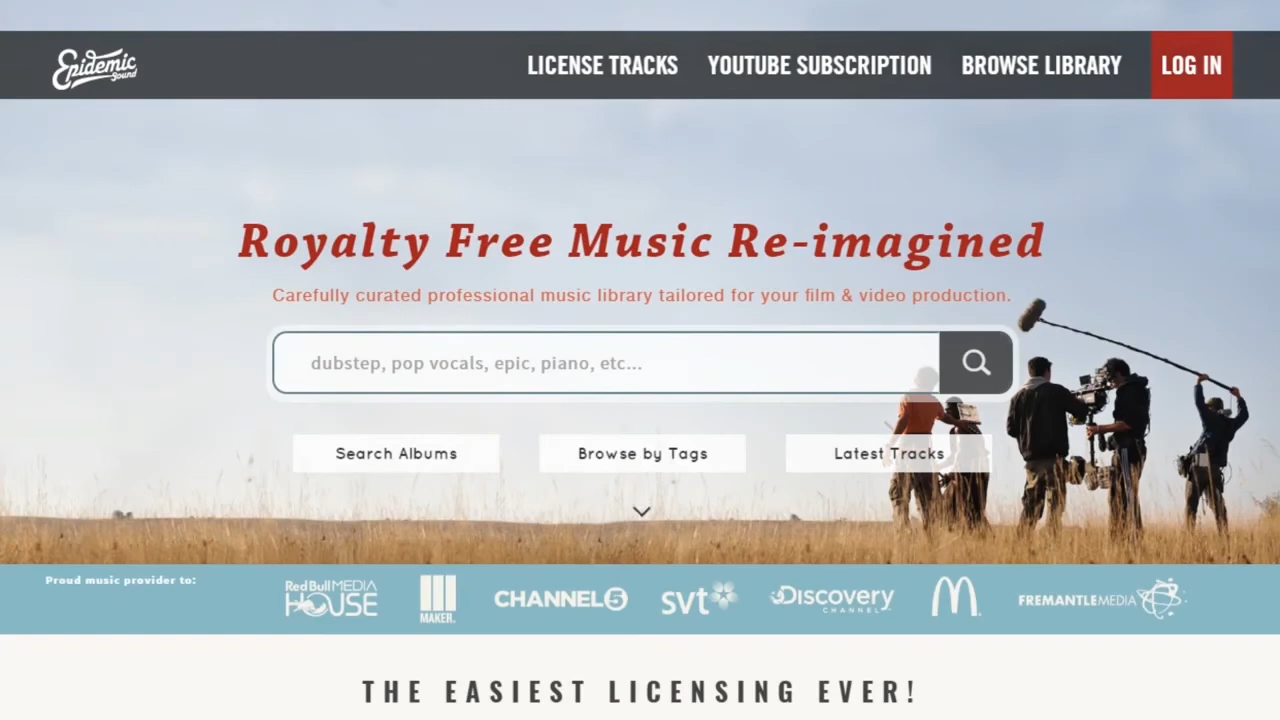 Epidemic Sound
LICENSE TRACKS YOUTUBE SUBSCRIPTION BROWSE LIBRARY LOG IN
Royalty Free Music Re-imagined
Carefully curated professional music library tailored for your film & video production.
dubstep, pop vocals, epic, piano, etc...
Search Albums Browse by Tags Latest Tracks
Proud music provider to:
Red Bull MEDIA HOUSE MAKER. CHANNEL 5 svt Discovery CHANNEL FREMANTLEMEDIA
THE EASIEST LICENSING EVER!